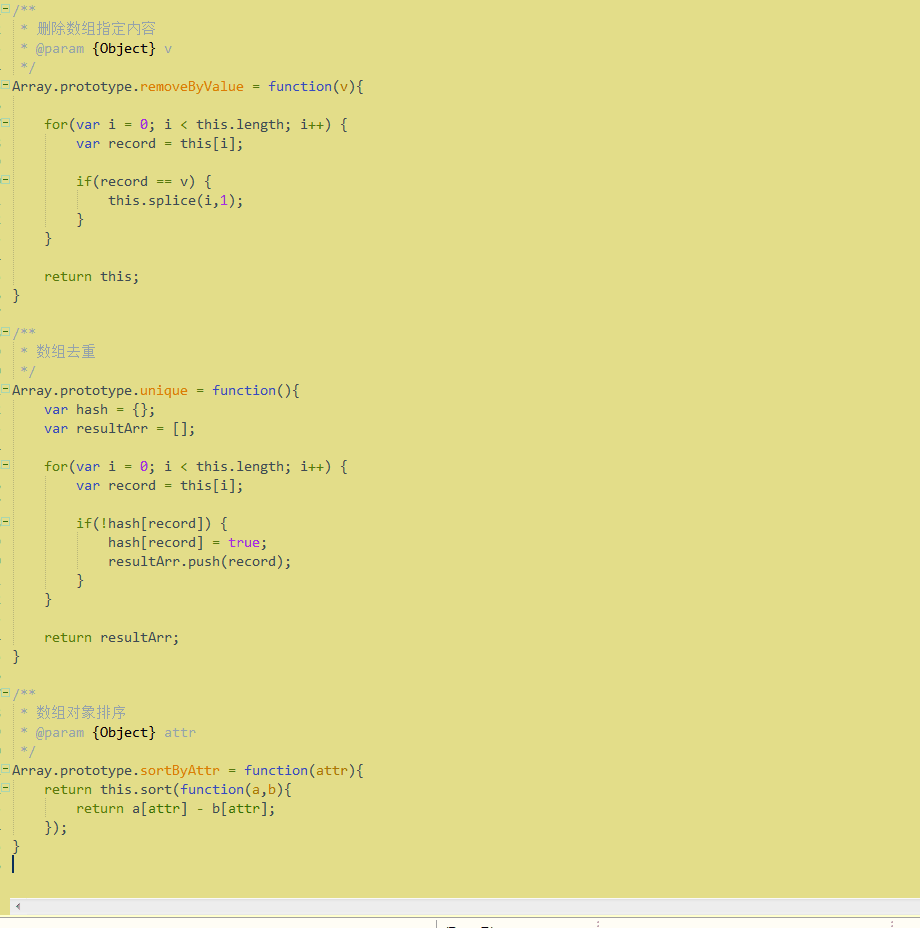 /**
 * 删除数组指定内容
 * @param {Object} v
 */
Array.prototype.removeByValue = function(v){
    for(var i = 0; i < this.length; i++) {
        var record = this[i];
        if(record == v) {
            this.splice(i,1);
        }
    }
    return this;
}
/**
 * 数组去重
 */
Array.prototype.unique = function(){
    var hash = {};
    var resultArr = [];
    for(var i = 0; i < this.length; i++) {
        var record = this[i];
        if(!hash[record]) {
            hash[record] = true;
            resultArr.push(record);
        }
    }
    return resultArr;
}
/**
 * 数组对象排序
 * @param {Object} attr
 */
Array.prototype.sortByAttr = function(attr){
    return this.sort(function(a,b){
        return a[attr] - b[attr];
    });
}